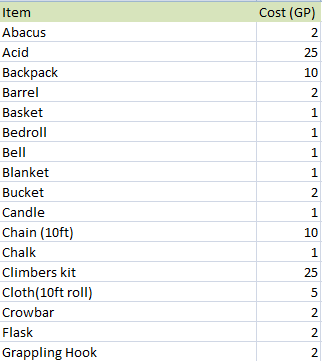 Item Cost (GP)
Abacus 2
Acid 25
Backpack 10
Barrel 2
Basket 1
Bedroll 1
Bell 1
Blanket 1
Bucket 2
Candle 1
Chain (10ft) 10
Chalk 1
Climbers kit 25
Cloth(10ft roll) 5
Crowbar 2
Flask 2
Grappling Hook 2